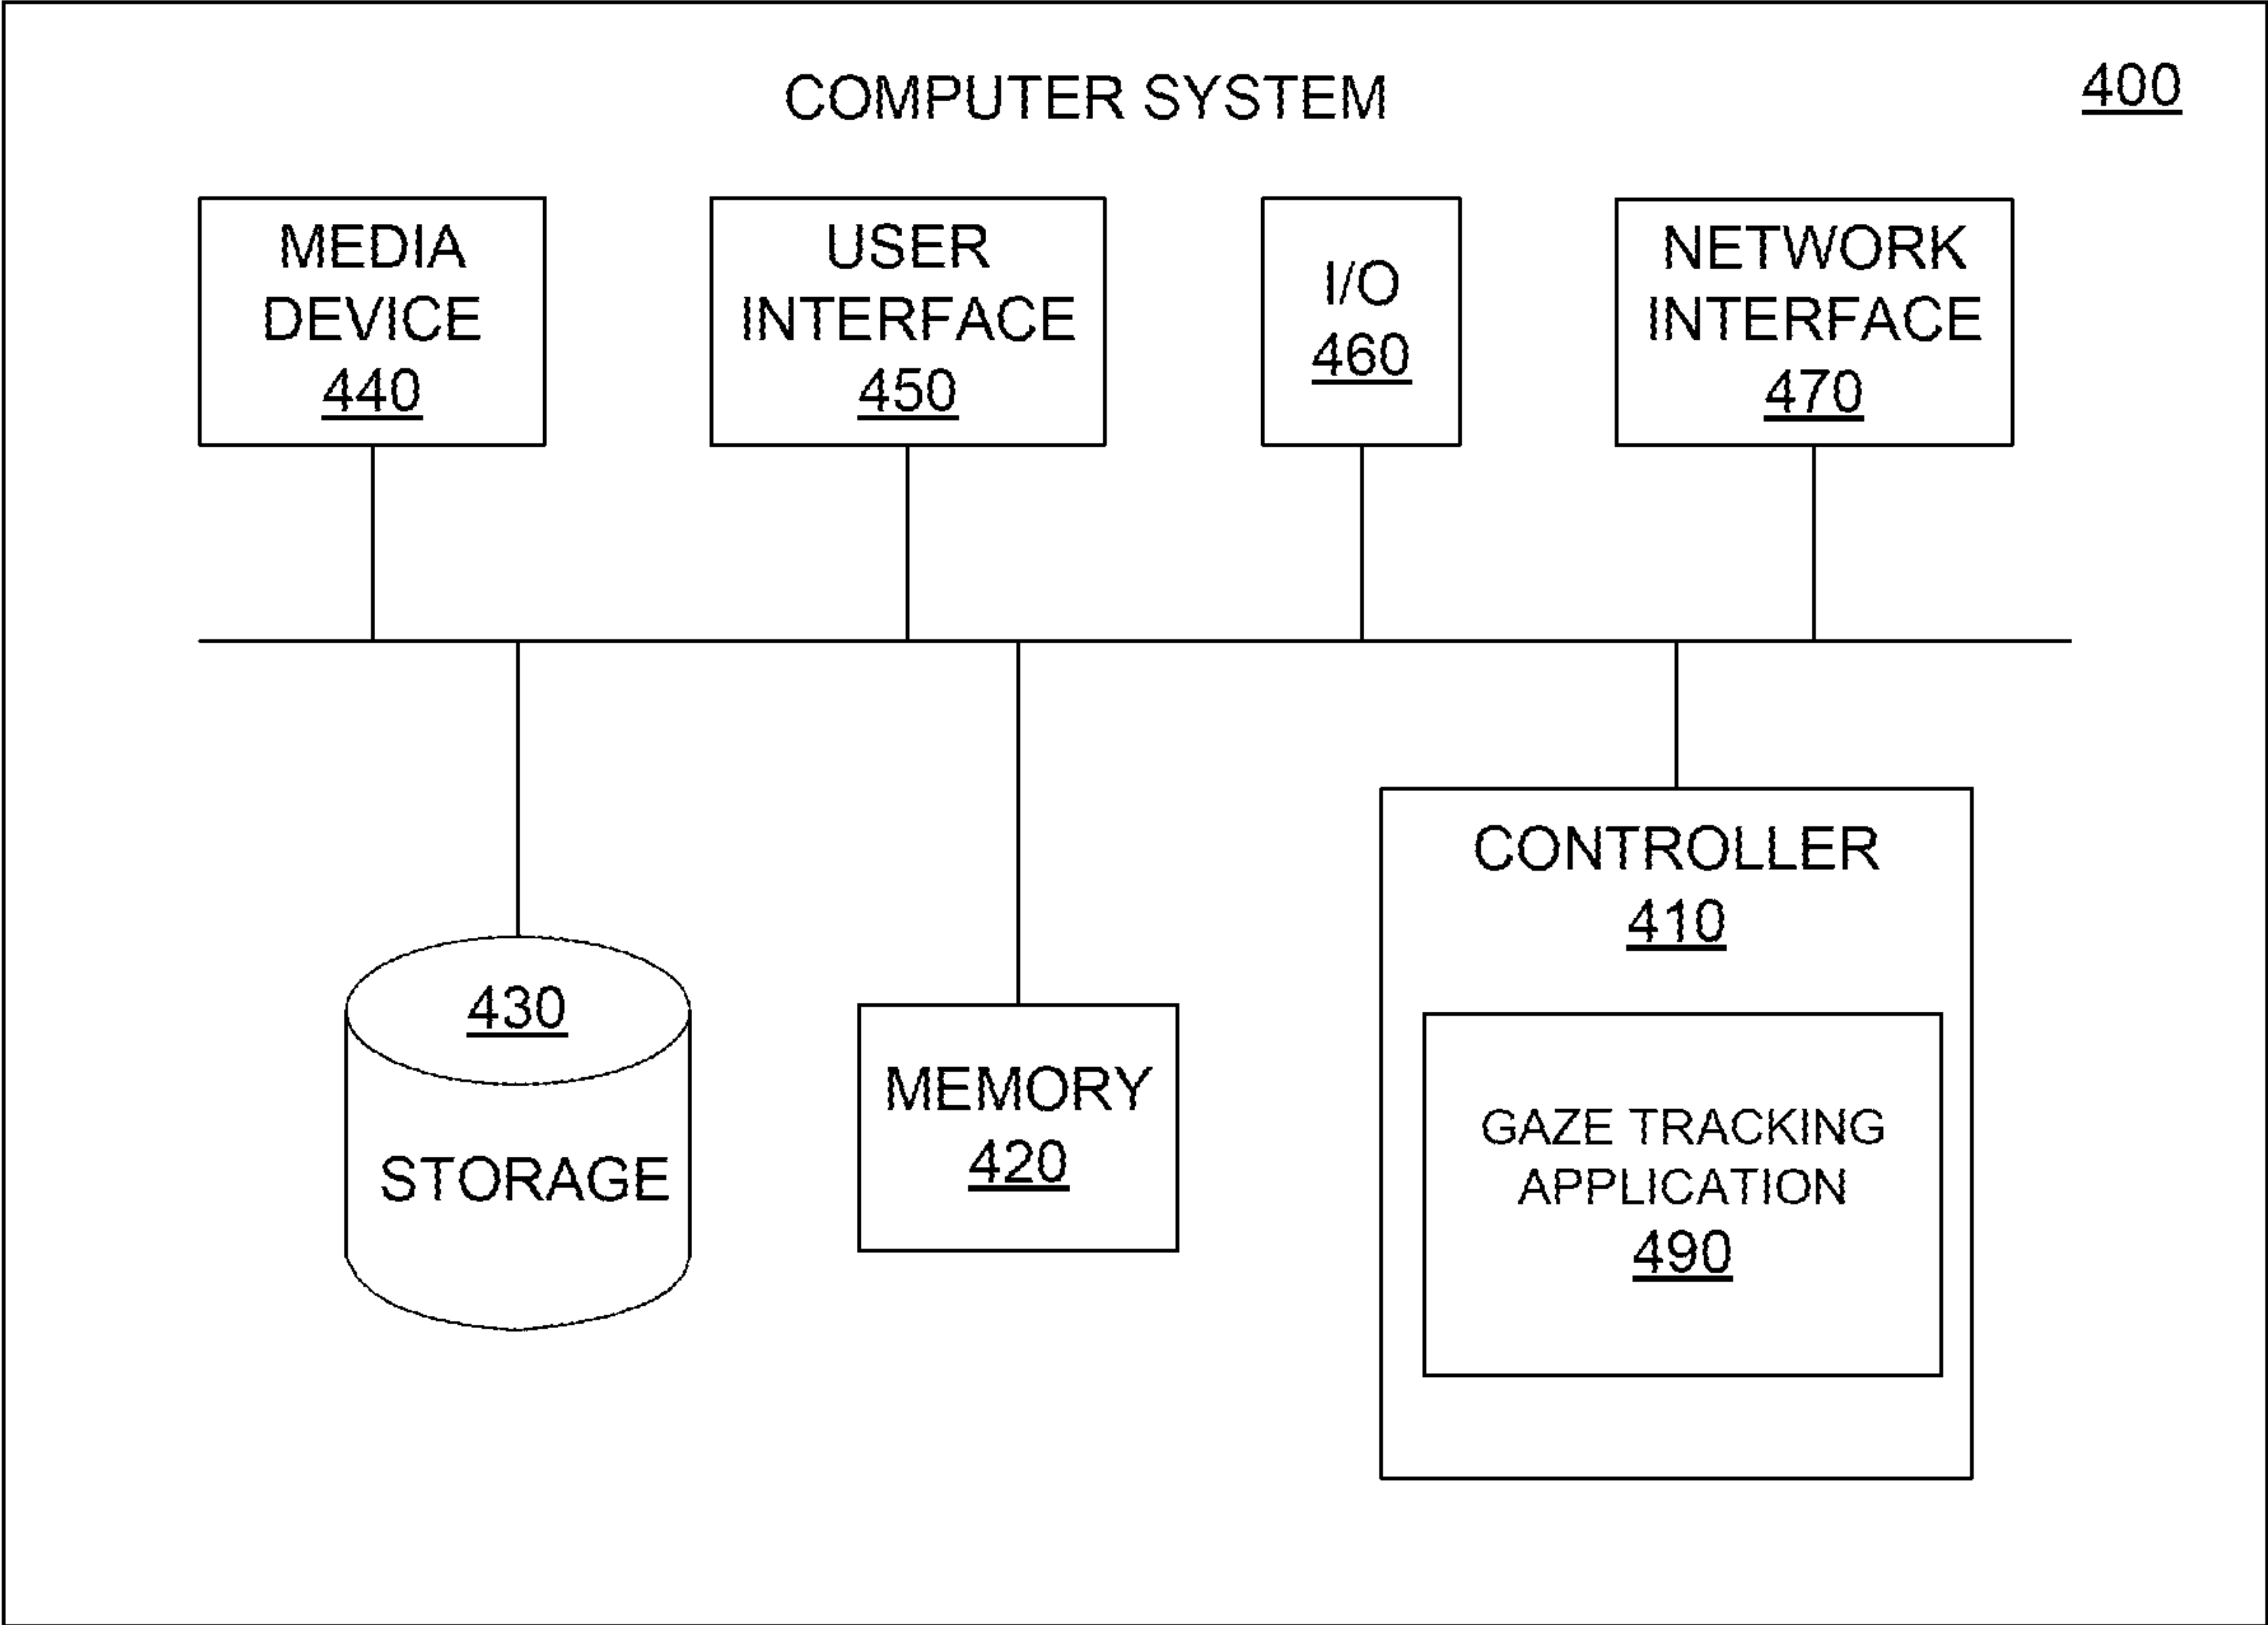 COMPUTER SYSTEM
400
MEDIA
DEVICE
440
USER
INTERFACE
450
I/O
460
NETWORK
INTERFACE
470
430
STORAGE
MEMORY
420
CONTROLLER
410
GAZE TRACKING
APPLICATION
490